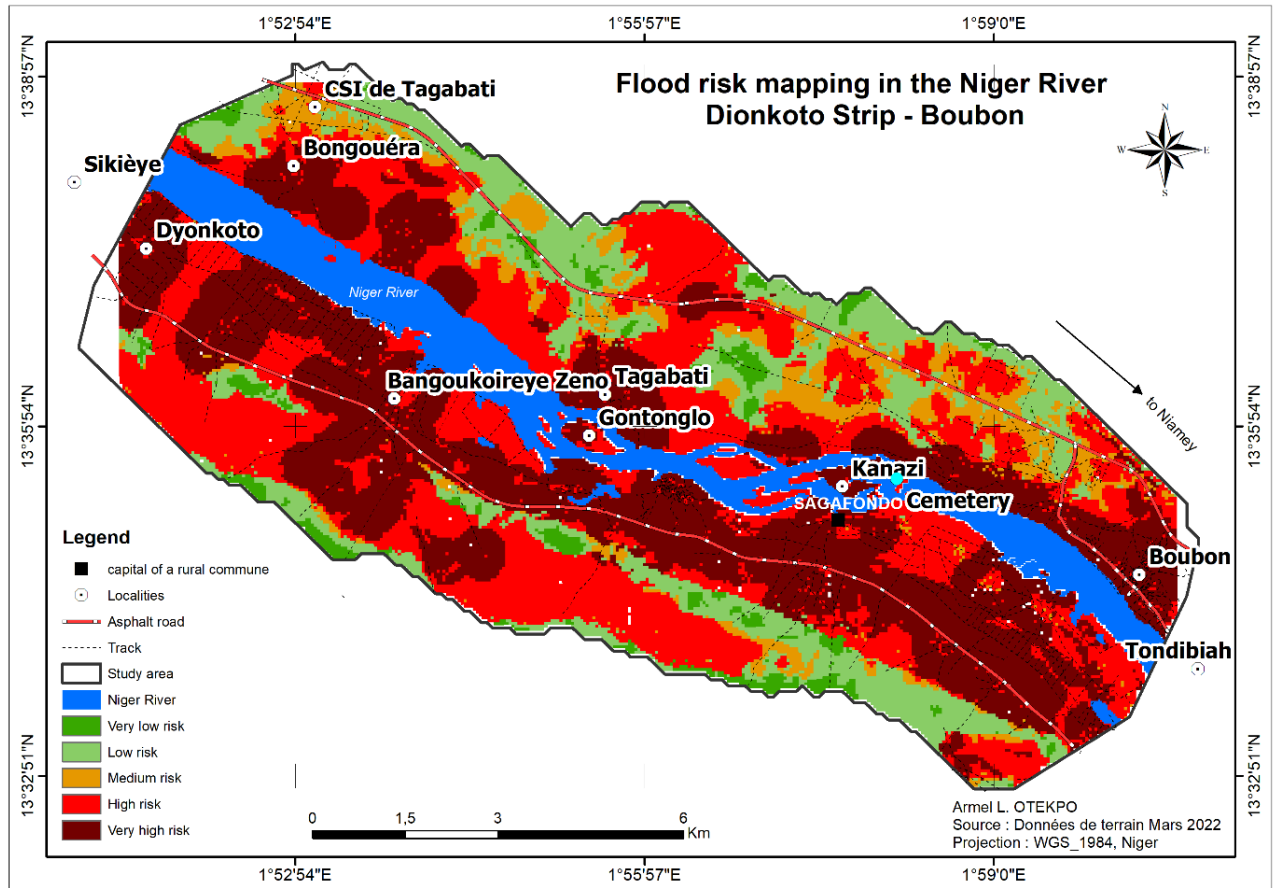 1°52'54"E
1°55'57"E
1°59'0"E
13°38'57"N
13°38'57"N
Flood risk mapping in the Niger River
Dionkoto Strip - Boubon
N
W
E
S
CSI de Tagabati
Bongouéra
Sikièye
Dyonkoto
Niger River
to Niamey
Bangoukoireye Zeno
Tagabati
Gontonglo
13°35'54"N
13°35'54"N
Kanazi
SAGAFONDO
Cemetery
Boubon
Tondibiah
Legend
capital of a rural commune
Localities
Asphalt road
Track
Study area
Niger River
Very low risk
Low risk
Medium risk
High risk
Very high risk
13°32'51"N
13°32'51"N
0
1,5
3
6
Km
Armel L. OTEKPO
Source : Données de terrain Mars 2022
Projection : WGS_1984, Niger
1°52'54"E
1°55'57"E
1°59'0"E